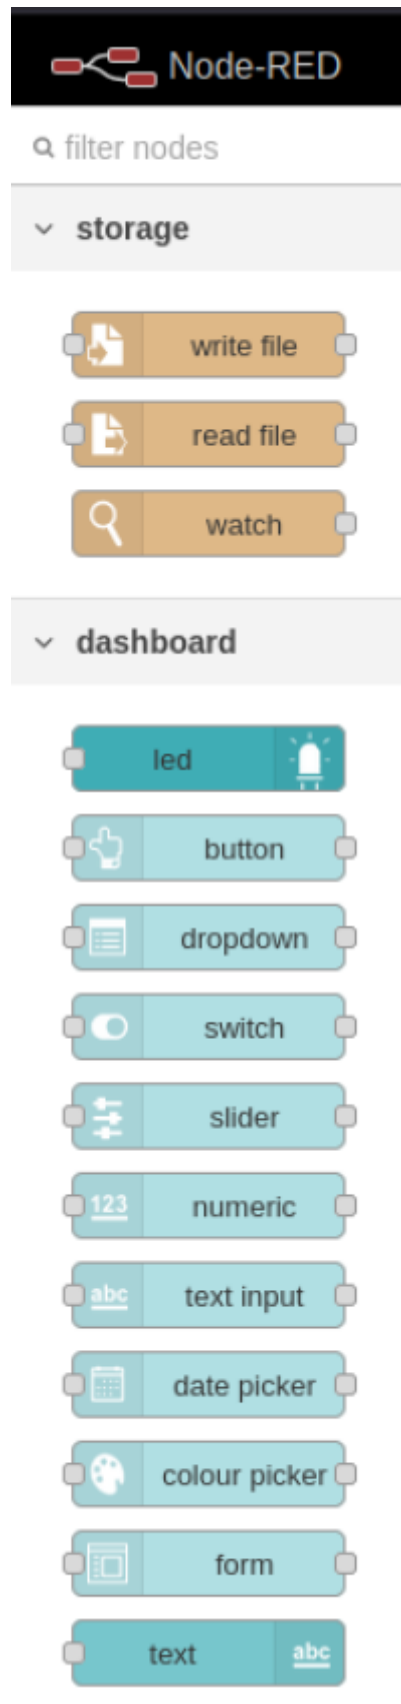 Node-RED
filter nodes
storage
write file
read file
watch
dashboard
led
button
dropdown
switch
slider
123 numeric
abc text input
date picker
colour picker
form
text abc